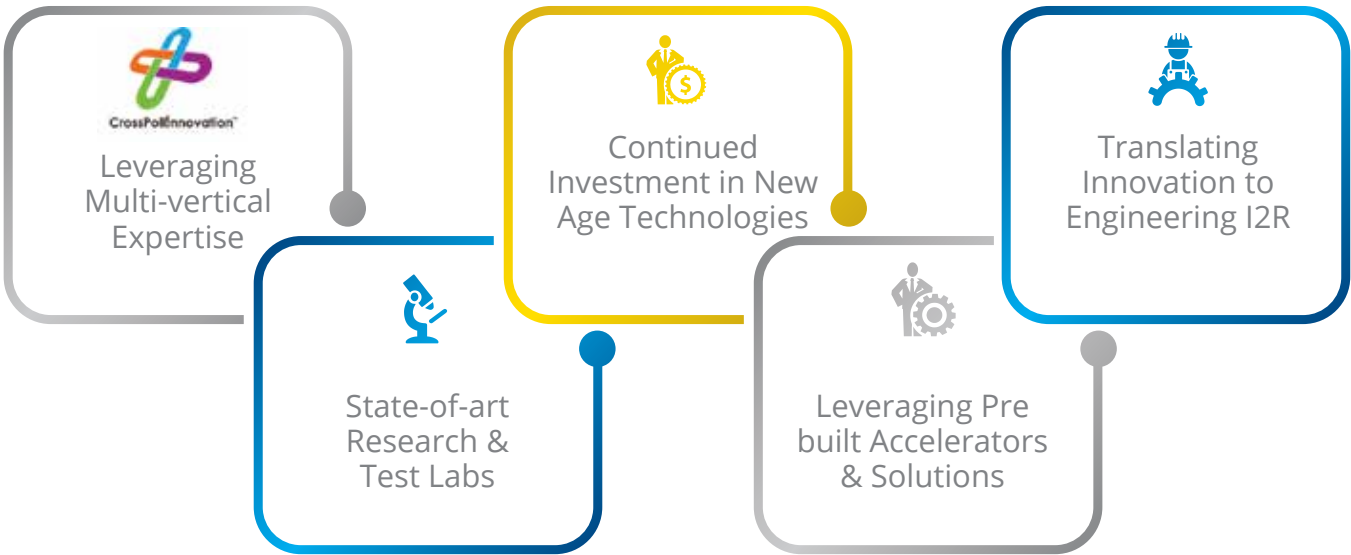 CrossPollinnovation™
Leveraging
Multi-vertical
Expertise
State-of-art
Research &
Test Labs
Continued
Investment in New
Age Technologies
$
Leveraging Pre
built Accelerators
& Solutions
Translating
Innovation to
Engineering I2R